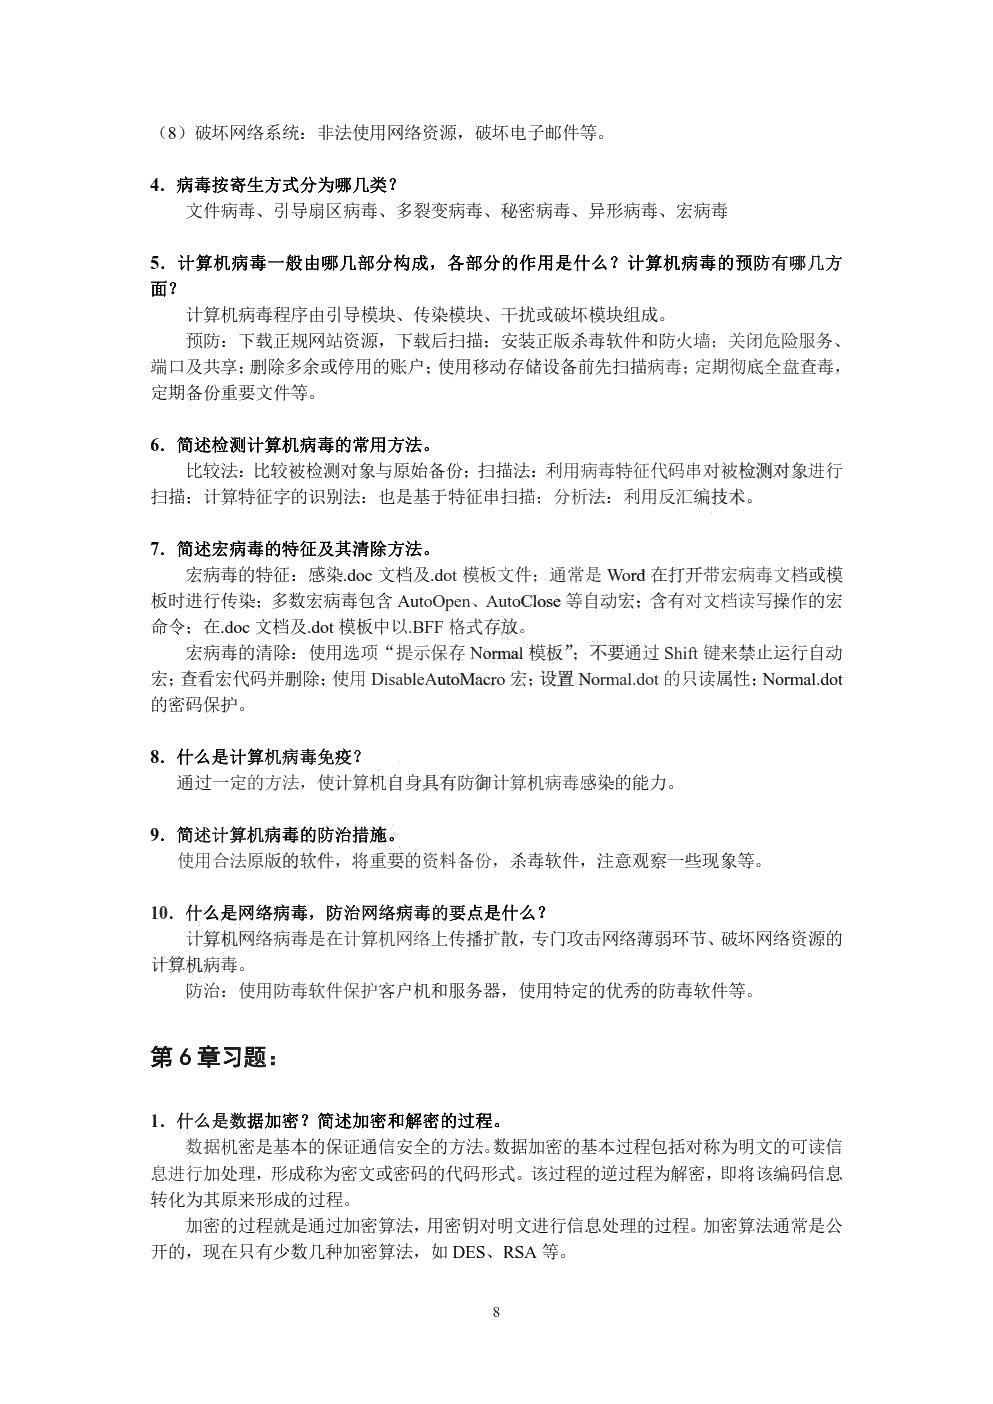 （8）破坏网络系统：非法使用网络资源，破坏电子邮件等。
4．病毒按寄生方式分为哪几类？
文件病毒、引导扇区病毒、多裂变病毒、秘密病毒、异形病毒、宏病毒
5．计算机病毒一般由哪几部分构成，各部分的作用是什么？计算机病毒的预防有哪几方
面？
计算机病毒程序由引导模块、传染模块、干扰或破坏模块组成。
预防：下载正规网站资源，下载后扫描；安装正版杀毒软件和防火墙；关闭危险服务、
端口及共享；删除多余或停用的账户；使用移动存储设备前先扫描病毒；定期彻底全盘查毒，
定期备份重要文件等。
6．简述检测计算机病毒的常用方法。
比较法：比较被检测对象与原始备份；扫描法：利用病毒特征代码串对被检测对象进行
扫描；计算特征字的识别法：也是基于特征串扫描；分析法：利用反汇编技术。
7．简述宏病毒的特征及其清除方法。
宏病毒的特征：感染.doc 文档及.dot 模板文件；通常是 Word 在打开带宏病毒文档或模
板时进行传染；多数宏病毒包含 AutoOpen、AutoClose 等自动宏；含有对文档读写操作的宏
命令；在.doc 文档及.dot 模板中以.BFF 格式存放。
宏病毒的清除：使用选项“提示保存 Normal 模板”；不要通过 Shift 键来禁止运行自动
宏；查看宏代码并删除；使用 DisableAutoMacro 宏；设置 Normal.dot 的只读属性；Normal.dot
的密码保护。
8．什么是计算机病毒免疫？
通过一定的方法，使计算机自身具有防御计算机病毒感染的能力。
9．简述计算机病毒的防治措施。
使用合法原版的软件，将重要的资料备份，杀毒软件，注意观察一些现象等。
10．什么是网络病毒，防治网络病毒的要点是什么？
计算机网络病毒是在计算机网络上传播扩散，专门攻击网络薄弱环节、破坏网络资源的
计算机病毒。
防治：使用防毒软件保护客户机和服务器，使用特定的优秀的防毒软件等。
第 6 章习题：
1．什么是数据加密？简述加密和解密的过程。
数据机密是基本的保证通信安全的方法。数据加密的基本过程包括对称为明文的可读信
息进行加处理，形成称为密文或密码的代码形式。该过程的逆过程为解密，即将该编码信息
转化为其原来形成的过程。
加密的过程就是通过加密算法，用密钥对明文进行信息处理的过程。加密算法通常是公
开的，现在只有少数几种加密算法，如 DES、RSA 等。
8